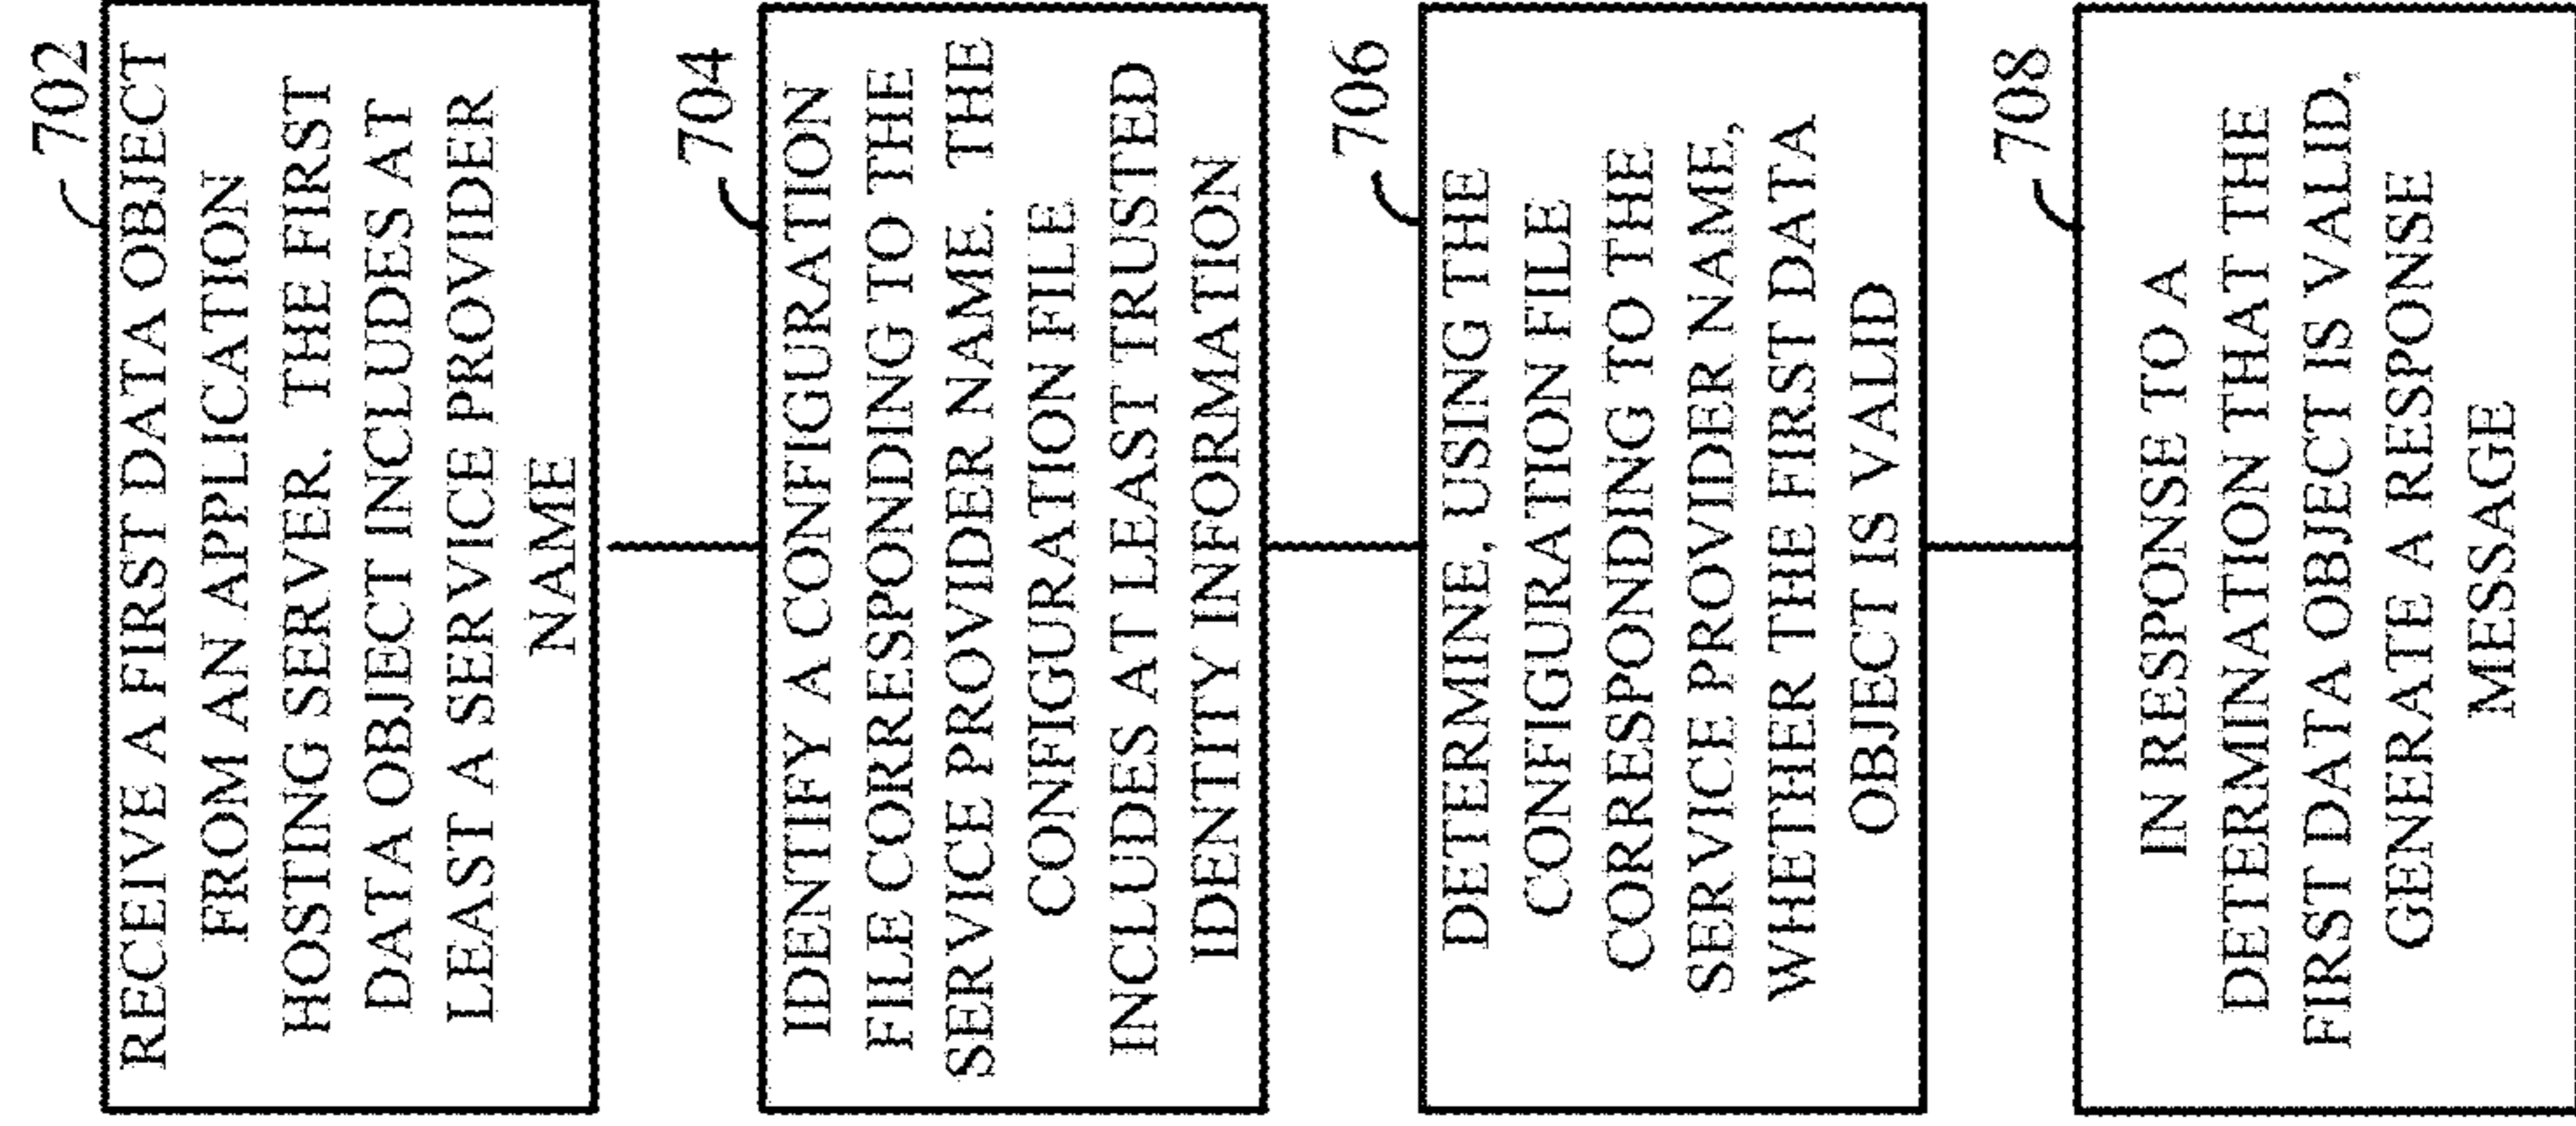 702
RECEIVE A FIRST DATA OBJECT
FROM AN APPLICATION
HOSTING SERVER. THE FIRST
DATA OBJECT INCLUDES AT
LEAST A SERVICE PROVIDER
NAME
704
IDENTIFY A CONFIGURATION
FILE CORRESPONDING TO THE
SERVICE PROVIDER NAME. THE
CONFIGURATION FILE
INCLUDES AT LEAST TRUSTED
IDENTITY INFORMATION
706
DETERMINE, USING THE
CONFIGURATION FILE
CORRESPONDING TO THE
SERVICE PROVIDER NAME,
WHETHER THE FIRST DATA
OBJECT IS VALID
708
IN RESPONSE TO A
DETERMINATION THAT THE
FIRST DATA OBJECT IS VALID,
GENERATE A RESPONSE
MESSAGE